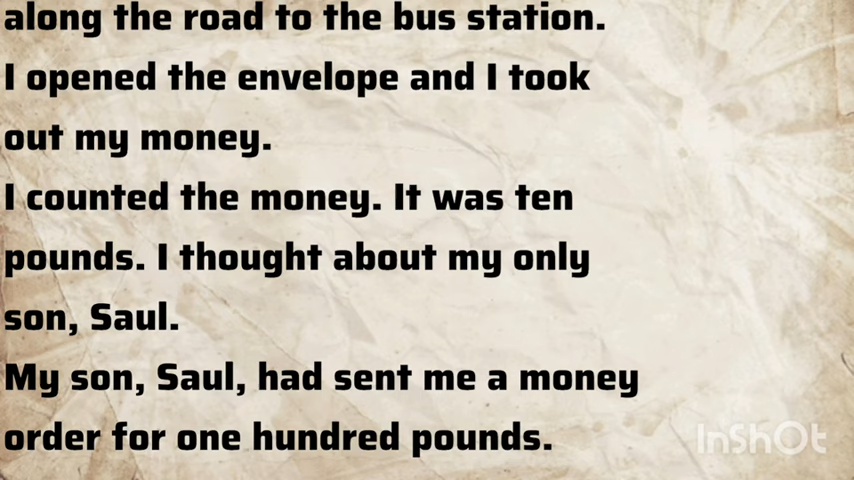 along the road to the bus station.
I opened the envelope and I took
out my money.
I counted the money. It was ten
pounds. I thought about my only
son, Saul.
My son, Saul, had sent me a money
order for one hundred pounds.
InShOt